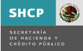 SHCP
SECRETARÍA
DE HACIENDA Y
CRÉDITO PÚBLICO